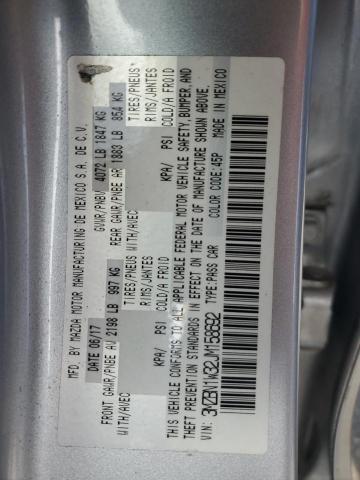 MFD. BY MAZDA MOTOR MANUFACTURING DE MEXICO S.A. DE C.V.
DATE 06/17 GVWR/PNBV 4072 LB 1847 KG
FRONT GAWR/PNBE AV 2198 LB 997 KG REAR GAWR/PNBE AR 1883 LB 854 KG
WITH/AVEC TIRES/PNEUS WITH/AVEC TIRES/PNEUS
RIMS/JANTES RIMS/JANTES
KPA/ PSI COLD/A FROID KPA/ PSI COLD/A FROID
THIS VEHICLE CONFORMS TO ALL APPLICABLE FEDERAL MOTOR VEHICLE SAFETY, BUMPER, AND
THEFT PREVENTION STANDARDS IN EFFECT ON THE DATE OF MANUFACTURE SHOWN ABOVE.
VIN: 3MZBN1K32JM158692 TYPE:PASS CAR COLOR CODE:45P MADE IN MEXICO